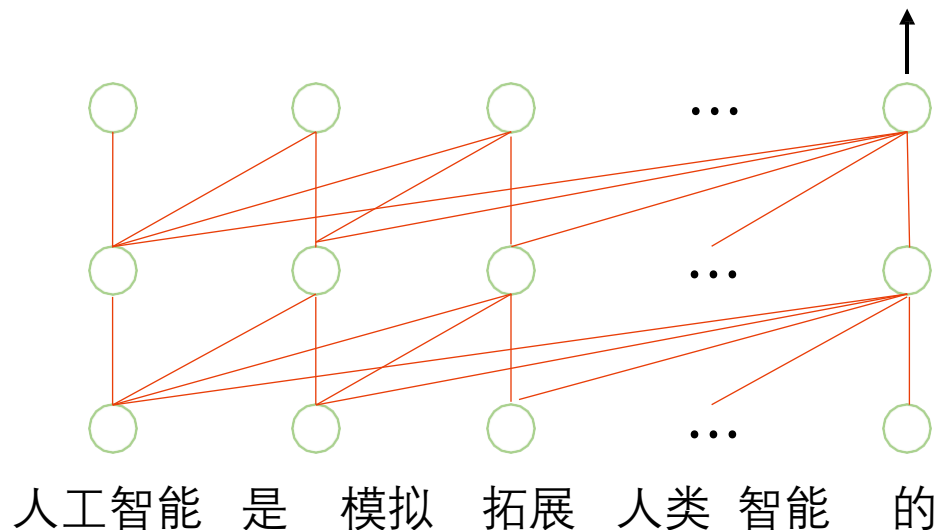 人工智能 是 模拟 拓展 人类 智能 的